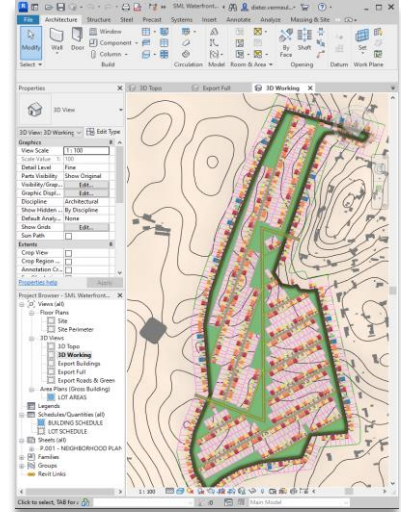 SML Waterfront...
dieter.vermeul...
File Architecture Structure Steel Precast Systems Insert Annotate Analyze Massing & Site
Modify
Wall Door
Window
Component
Column
By Face
Shaft
Set
Select Build Circulation Model Room & Area Opening Datum Work Plane
Properties
3D Topo Export Full 3D Working
3D View
3D View: 3D Working Edit Type
Graphics
View Scale 1 : 100
Scale Value 1: 100
Detail Level Fine
Parts Visibility Show Original
Visibility/Grap... Edit...
Graphic Displ... Edit...
Discipline Architectural
Show Hidden ... By Discipline
Default Analy... None
Show Grids Edit...
Sun Path
Extents
Crop View
Crop Region ...
Annotation Cr...
Properties help Apply
Project Browser - SML Waterfront...
Views (all)
Floor Plans
Site
Site Perimeter
3D Views
3D Topo
3D Working
Export Buildings
Export Full
Export Roads & Green
Area Plans (Gross Building)
LOT AREAS
Legends
Schedules/Quantities (all)
BUILDING SCHEDULE
LOT SCHEDULE
Sheets (all)
P.001 - NEIGHBORHOOD PLAN
Families
Groups
Revit Links
1 : 100
Click to select, TAB for a
:0
Main Model